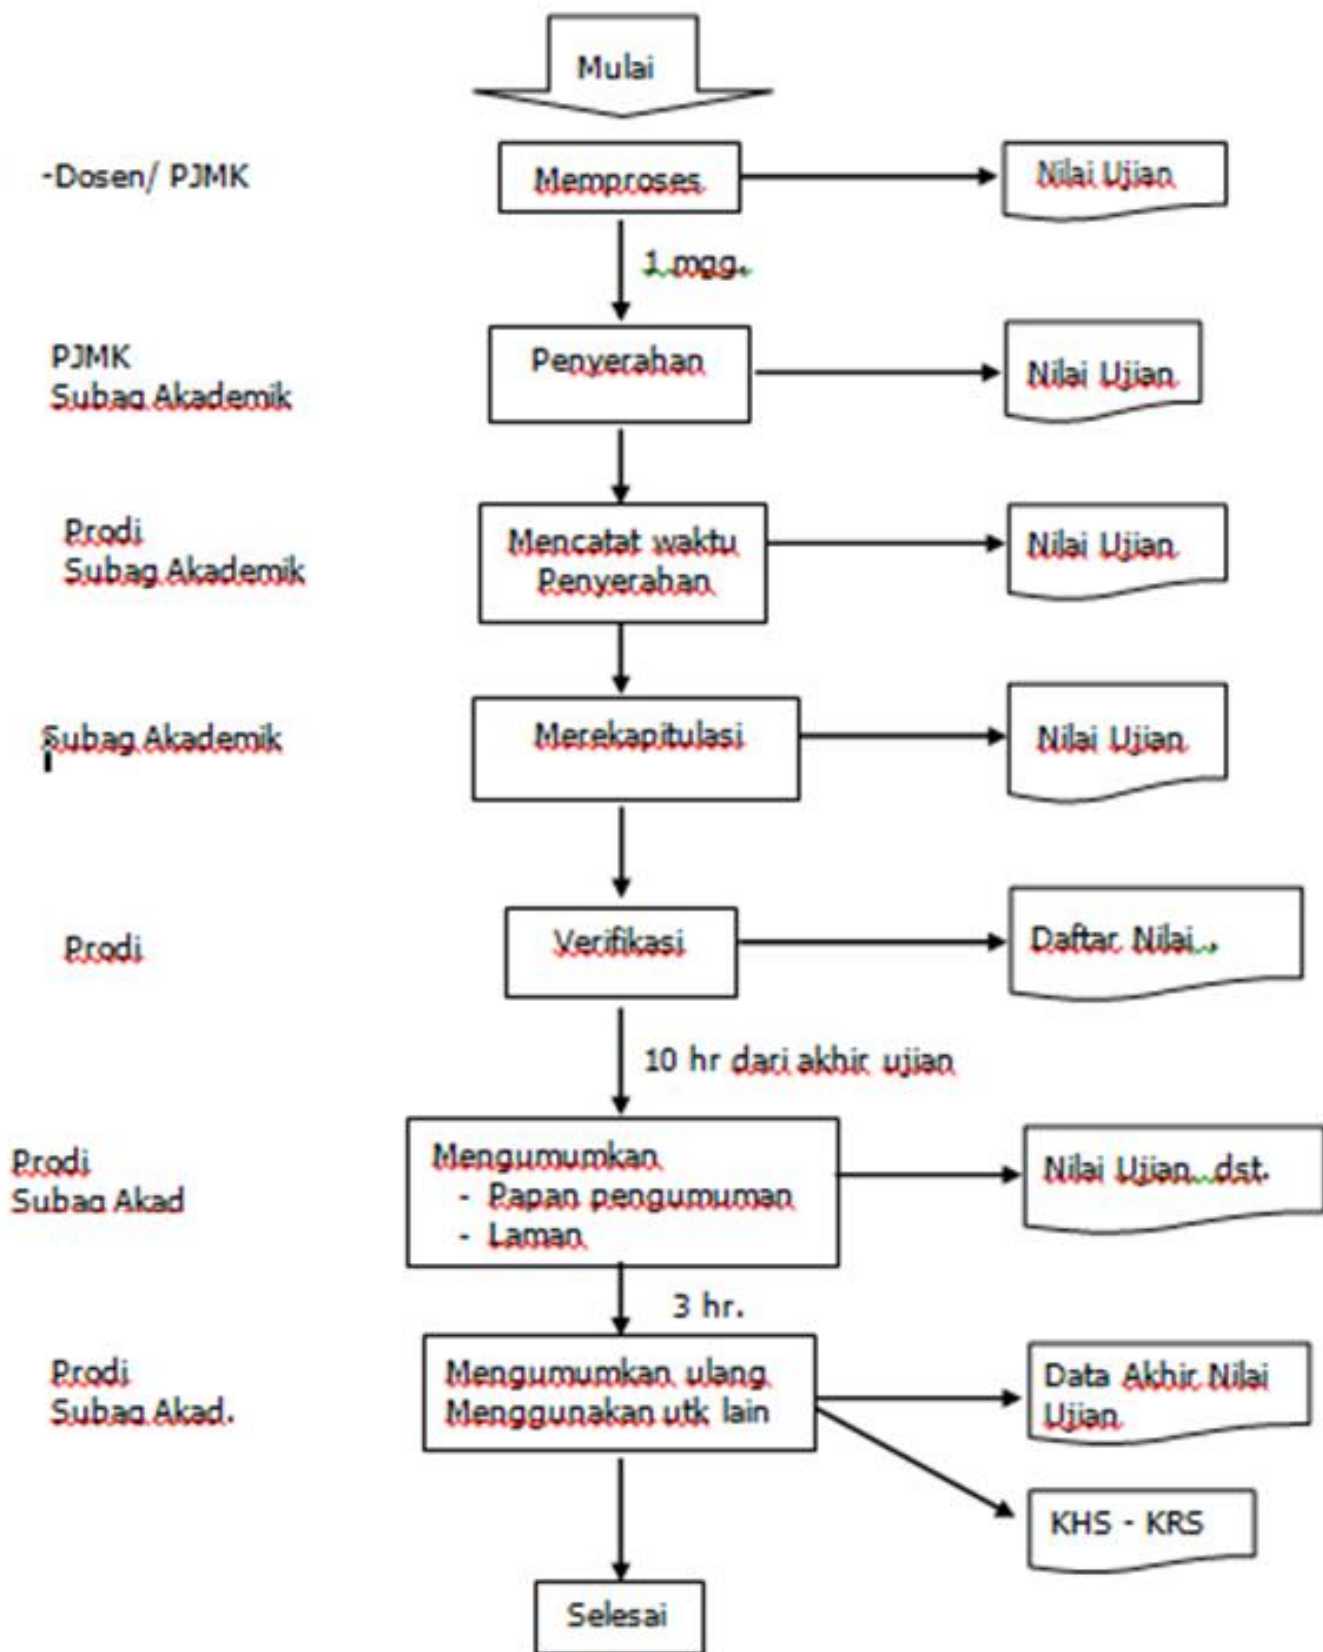 Mulai
-Dosen/ PJMK
Memproses
Nilai Ujian
1 mgg.
PJMK
Subag Akademik
Penyerahan
Nilai Ujian
Prodi
Subag Akademik
Mencatat waktu
Penyerahan
Nilai Ujian
Subag Akademik
Merekapitulasi
Nilai Ujian
Prodi
Verifikasi
Daftar Nilai .
10 hr dari akhir ujian
Prodi
Subag Akad
Mengumumkan
- Papan pengumuman
- Laman
Nilai Ujian dst.
3 hr.
Prodi
Subag Akad.
Mengumumkan ulang
Menggunakan utk lain
Data Akhir Nilai
Ujian
KHS - KRS
Selesai